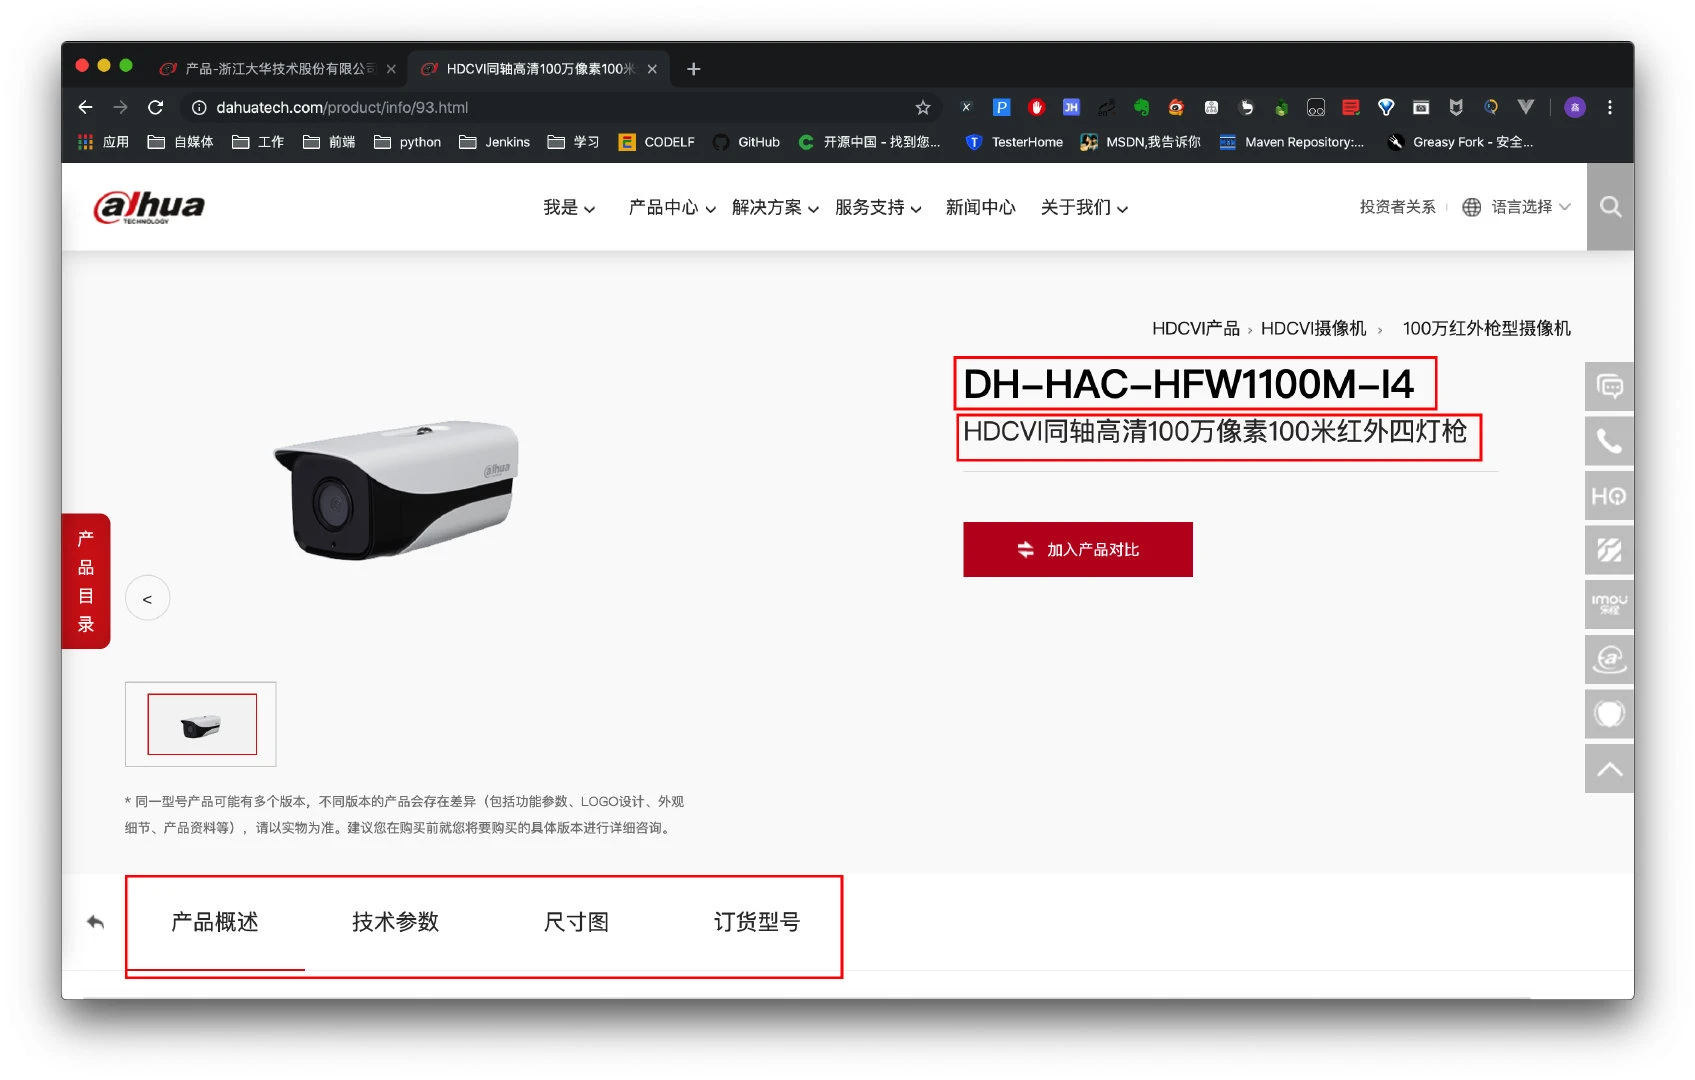 产品-浙江大华技术股份有限公司
HDCVI同轴高清100万像素100米
dahuatech.com/product/info/93.html
应用 自媒体 工作 前端 python Jenkins 学习 CODELF GitHub 开源中国 - 找到您... TesterHome MSDN,我告诉你 Maven Repository:... Greasy Fork - 安全...
alhua
TECHNOLOGY
我是 产品中心 解决方案 服务支持 新闻中心 关于我们 投资者关系 语言选择
HDCVI产品 › HDCVI摄像机 › 100万红外枪型摄像机
DH-HAC-HFW1100M-I4
HDCVI同轴高清100万像素100米红外四灯枪
加入产品对比
alhua
产品目录
<
imou
乐橙
* 同一型号产品可能有多个版本，不同版本的产品会存在差异（包括功能参数、LOGO设计、外观
细节、产品资料等），请以实物为准。建议您在购买前就您将要购买的具体版本进行详细咨询。
产品概述 技术参数 尺寸图 订货型号